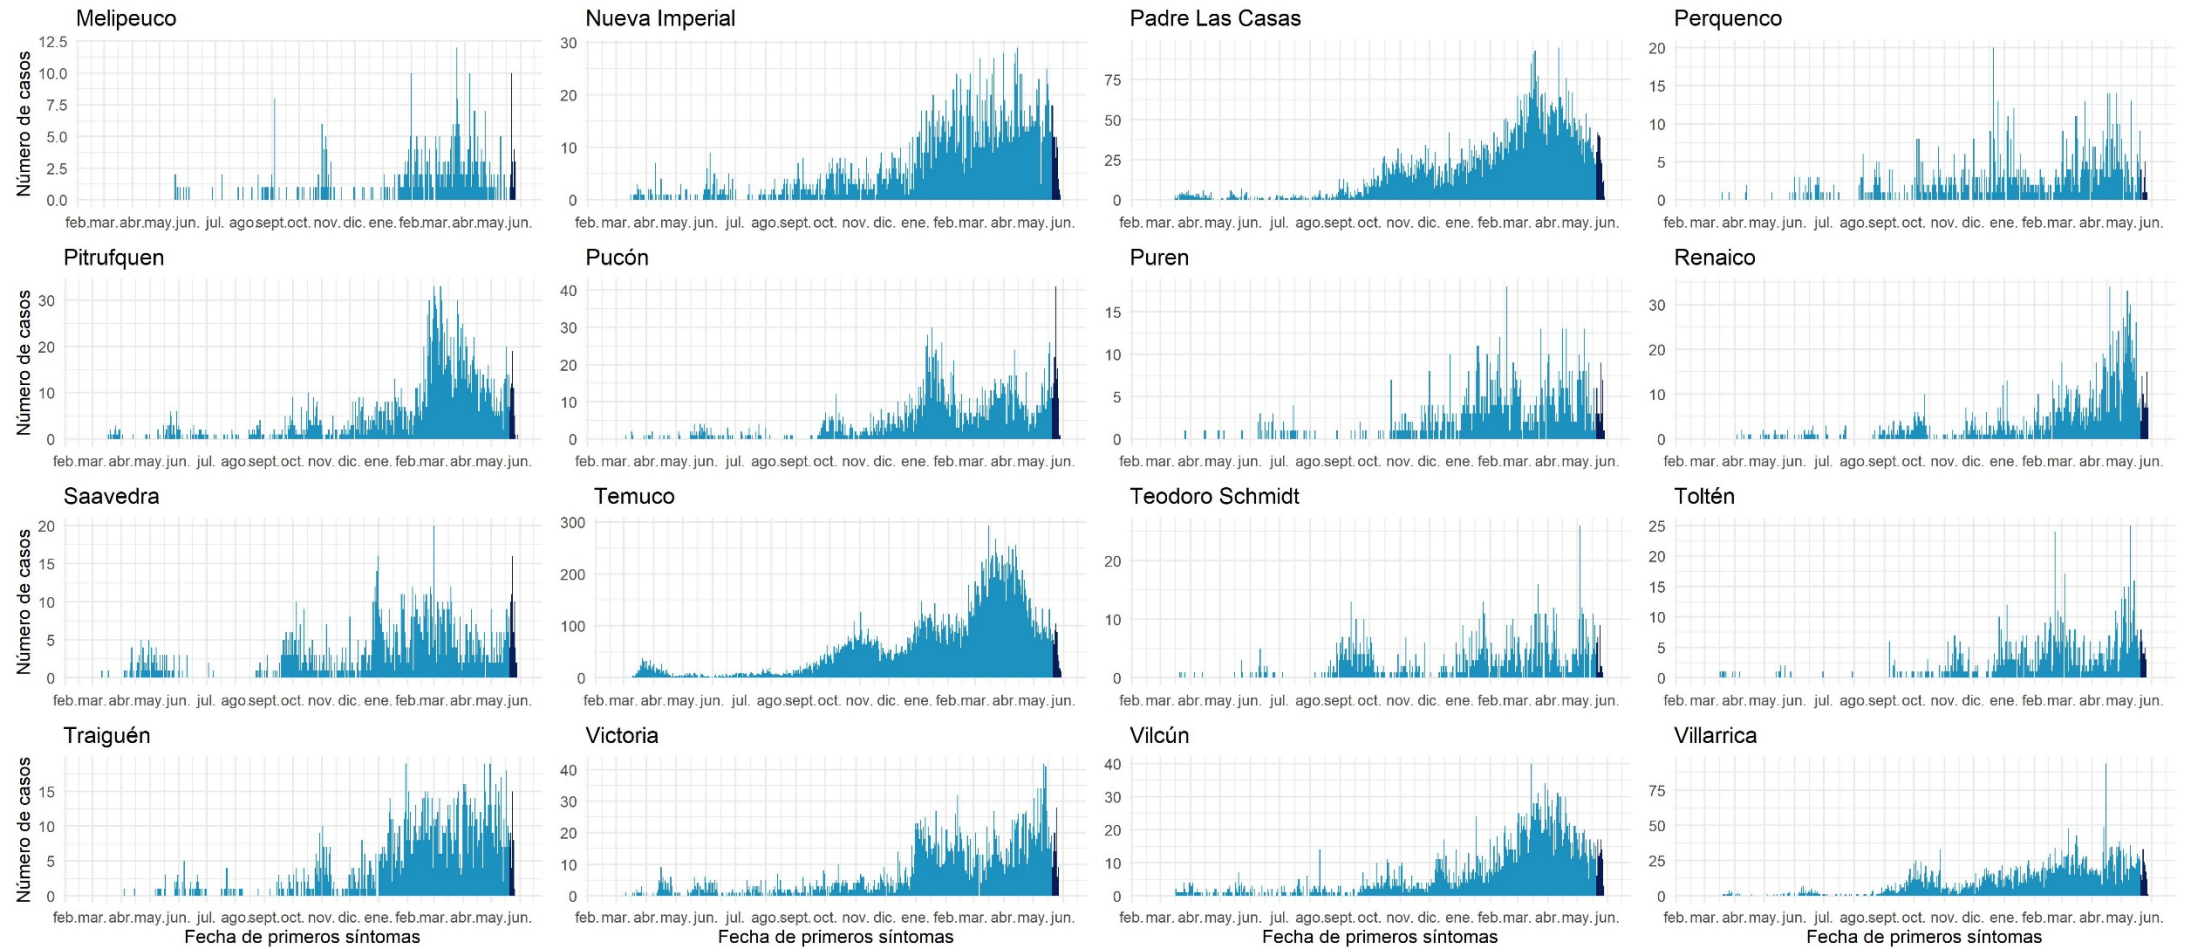 Melipeuco
Nueva Imperial
Padre Las Casas
Perquenco
Número de casos
12.5
10.0
7.5
5.0
2.5
0.0
30
20
10
0
75
50
25
0
20
15
10
5
0
feb.mar. abr.may.jun. jul. ago.sept.oct. nov. dic. ene. feb.mar. abr.may.jun.
feb.mar. abr.may.jun. jul. ago.sept.oct. nov. dic. ene. feb.mar. abr.may.jun.
feb.mar. abr.may.jun. jul. ago.sept.oct. nov. dic. ene. feb.mar. abr.may.jun.
feb.mar. abr.may.jun. jul. ago.sept.oct. nov. dic. ene. feb.mar. abr.may.jun.
Pitrufquen
Pucón
Puren
Renaico
Número de casos
30
20
10
0
40
30
20
10
0
15
10
5
0
30
20
10
0
feb.mar. abr.may.jun. jul. ago.sept.oct. nov. dic. ene. feb.mar. abr.may.jun.
feb.mar. abr.may.jun. jul. ago.sept.oct. nov. dic. ene. feb.mar. abr.may.jun.
feb.mar. abr.may.jun. jul. ago.sept.oct. nov. dic. ene. feb.mar. abr.may.jun.
feb.mar. abr.may.jun. jul. ago.sept.oct. nov. dic. ene. feb.mar. abr.may.jun.
Saavedra
Temuco
Teodoro Schmidt
Toltén
Número de casos
20
15
10
5
0
300
200
100
0
20
10
0
25
20
15
10
5
0
feb.mar. abr.may.jun. jul. ago.sept.oct. nov. dic. ene. feb.mar. abr.may.jun.
feb.mar. abr.may.jun. jul. ago.sept.oct. nov. dic. ene. feb.mar. abr.may.jun.
feb.mar. abr.may.jun. jul. ago.sept.oct. nov. dic. ene. feb.mar. abr.may.jun.
feb.mar. abr.may.jun. jul. ago.sept.oct. nov. dic. ene. feb.mar. abr.may.jun.
Traiguén
Victoria
Vilcún
Villarrica
Número de casos
15
10
5
0
40
30
20
10
0
40
30
20
10
0
75
50
25
0
feb.mar. abr.may.jun. jul. ago.sept.oct. nov. dic. ene. feb.mar. abr.may.jun.
feb.mar. abr.may.jun. jul. ago.sept.oct. nov. dic. ene. feb.mar. abr.may.jun.
feb.mar. abr.may.jun. jul. ago.sept.oct. nov. dic. ene. feb.mar. abr.may.jun.
feb.mar. abr.may.jun. jul. ago.sept.oct. nov. dic. ene. feb.mar. abr.may.jun.
Fecha de primeros síntomas
Fecha de primeros síntomas
Fecha de primeros síntomas
Fecha de primeros síntomas